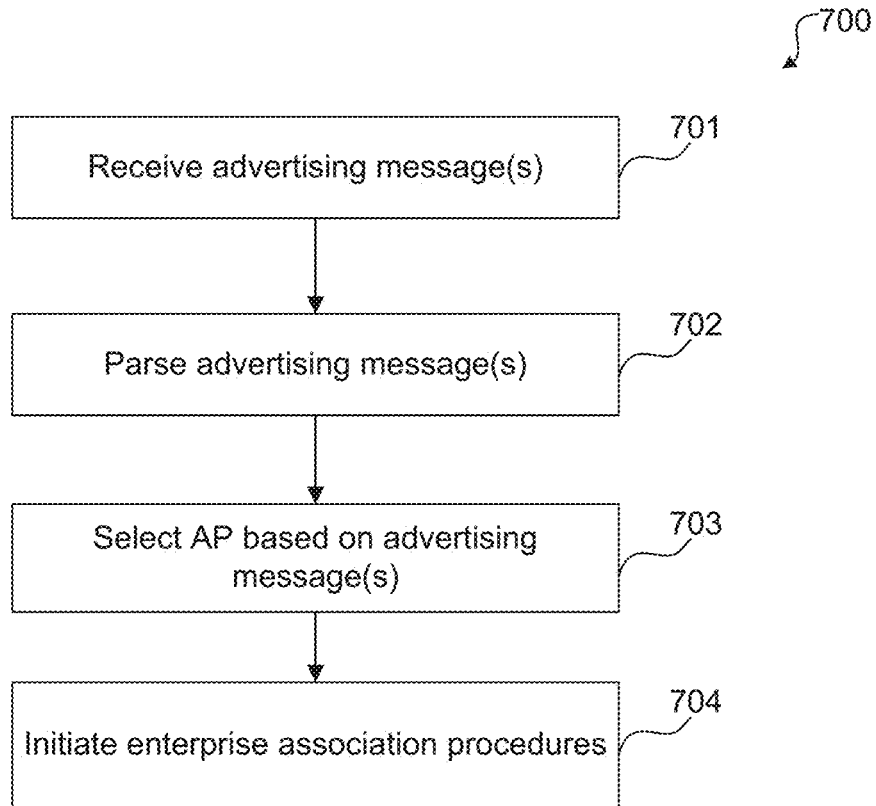 700
701
Receive advertising message(s)
702
Parse advertising message(s)
703
Select AP based on advertising
message(s)
704
Initiate enterprise association procedures